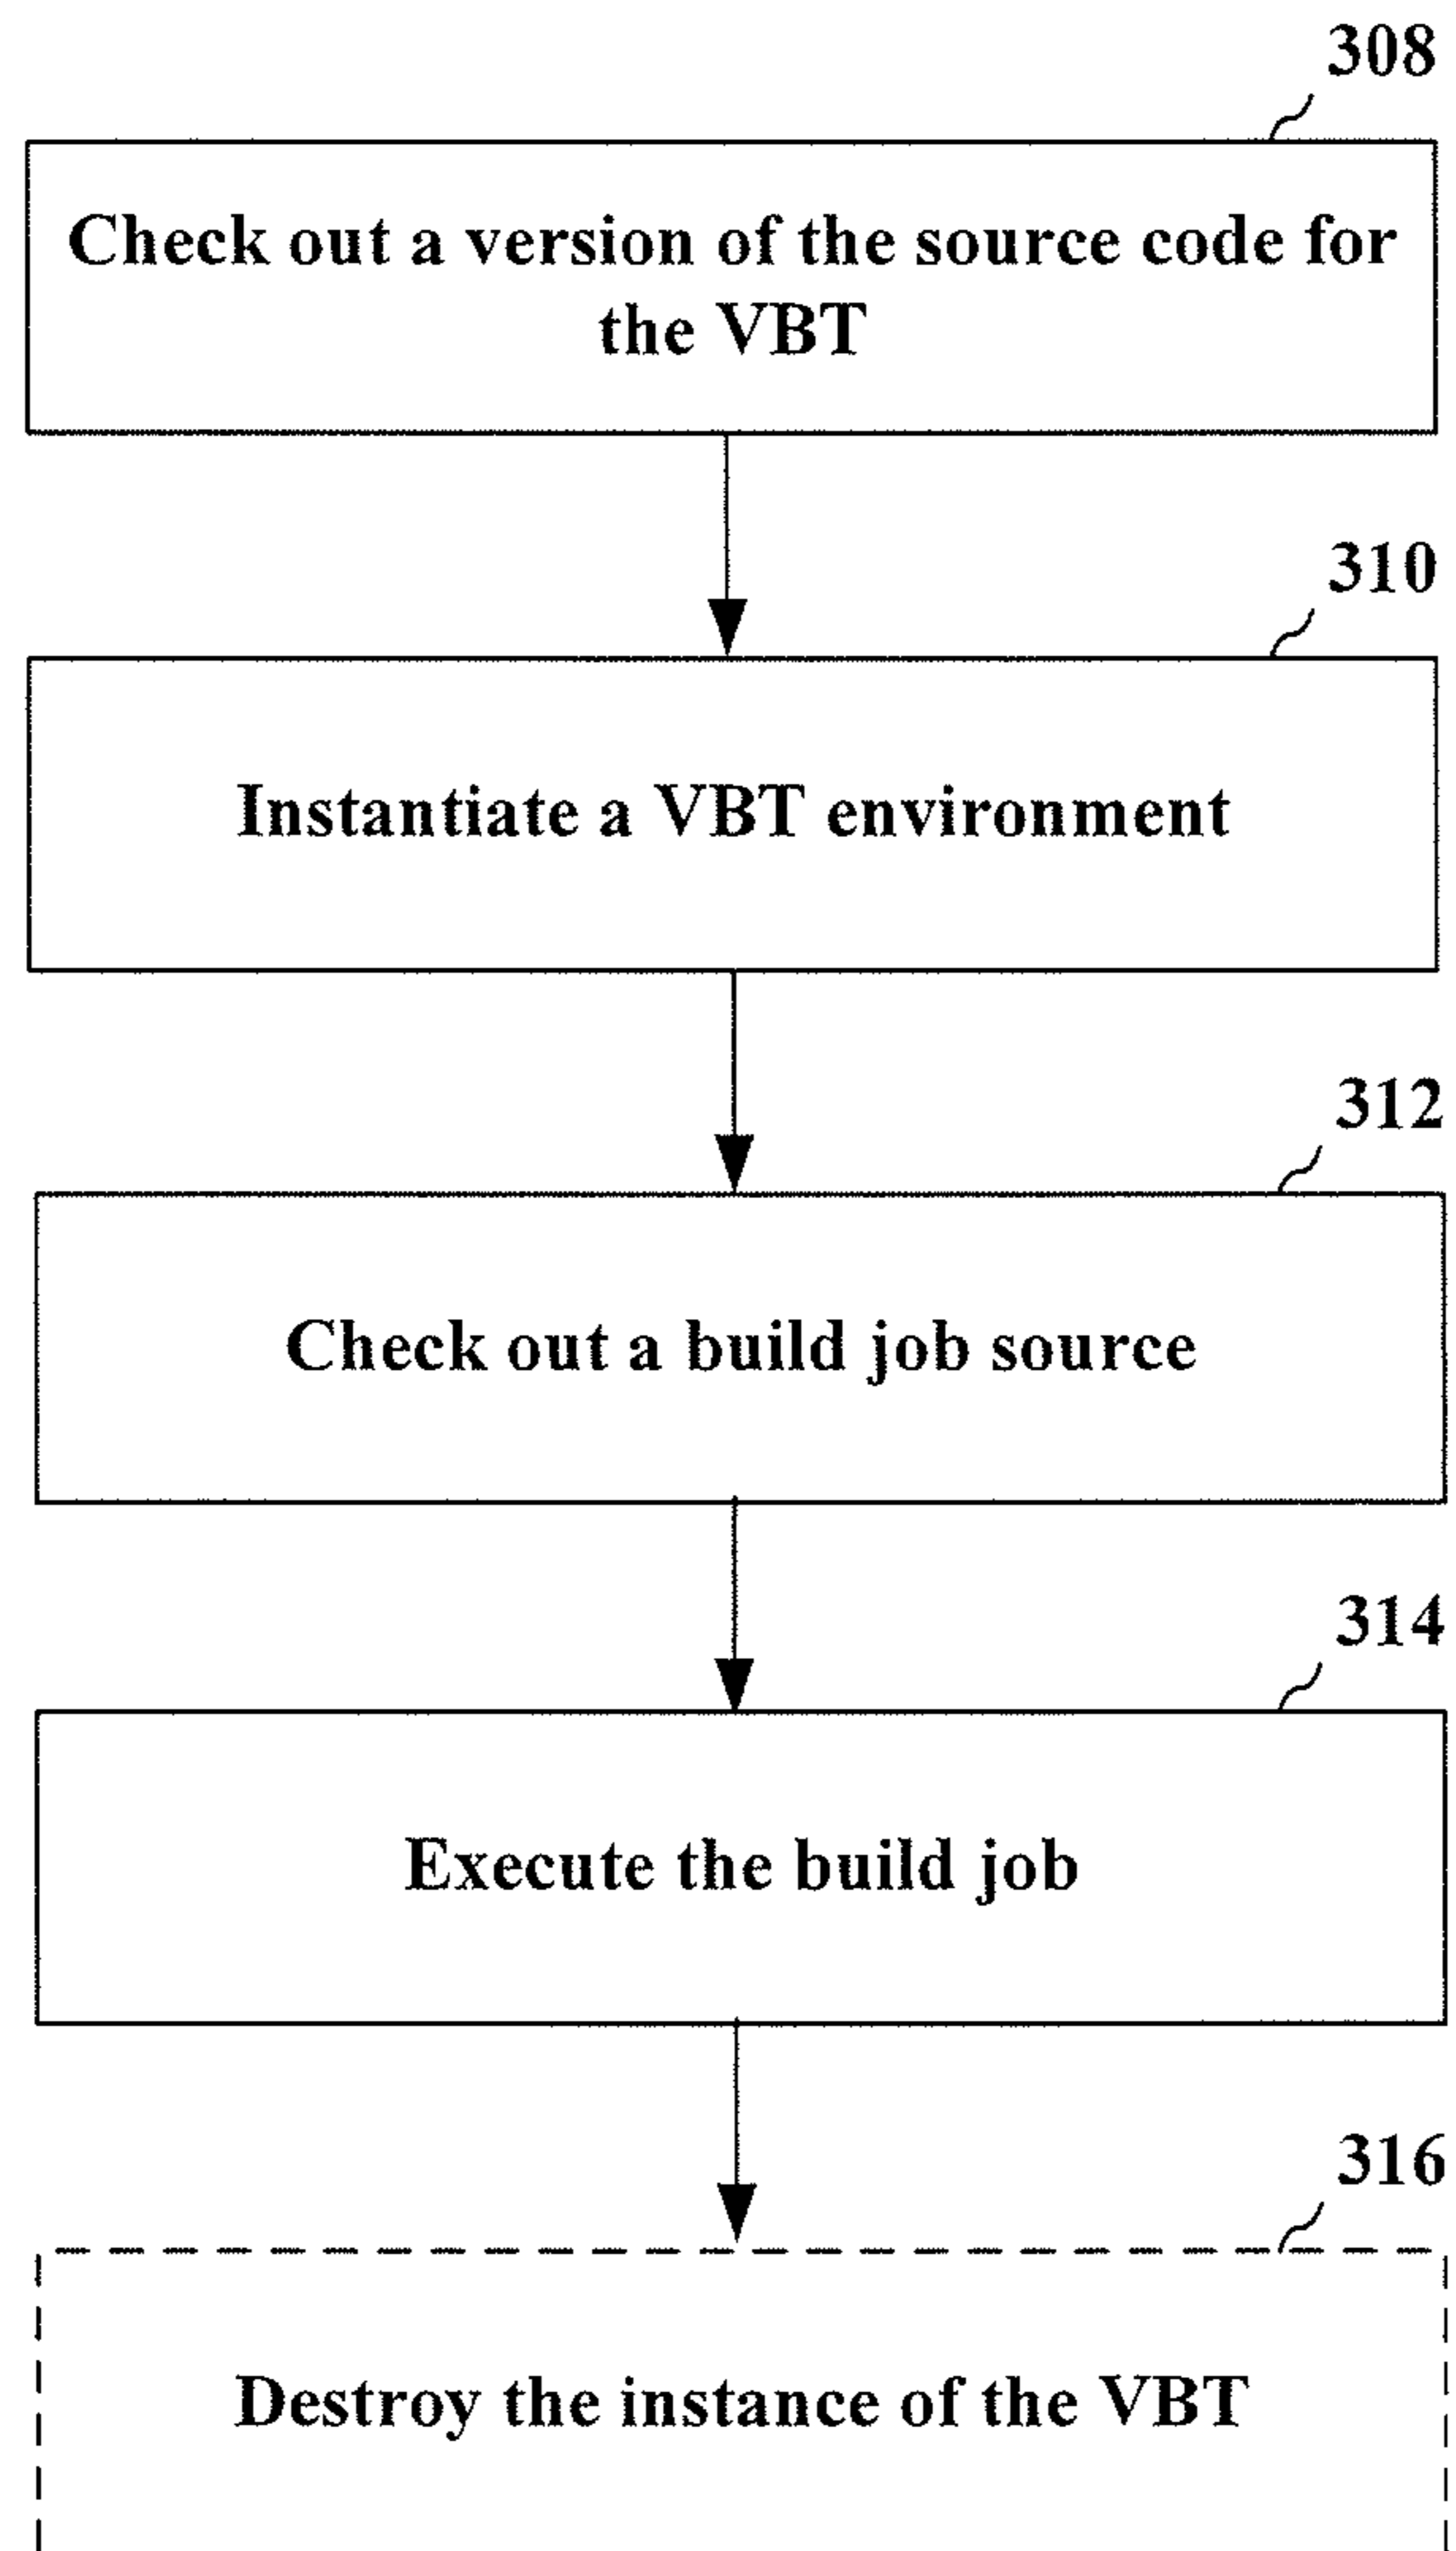 308
Check out a version of the source code for
the VBT
310
Instantiate a VBT environment
312
Check out a build job source
314
Execute the build job
316
Destroy the instance of the VBT